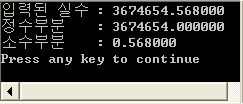 입력된 실수 : 3674654.568000
정수부분    : 3674654.000000
소수부분    : 0.568000
Press any key to continue